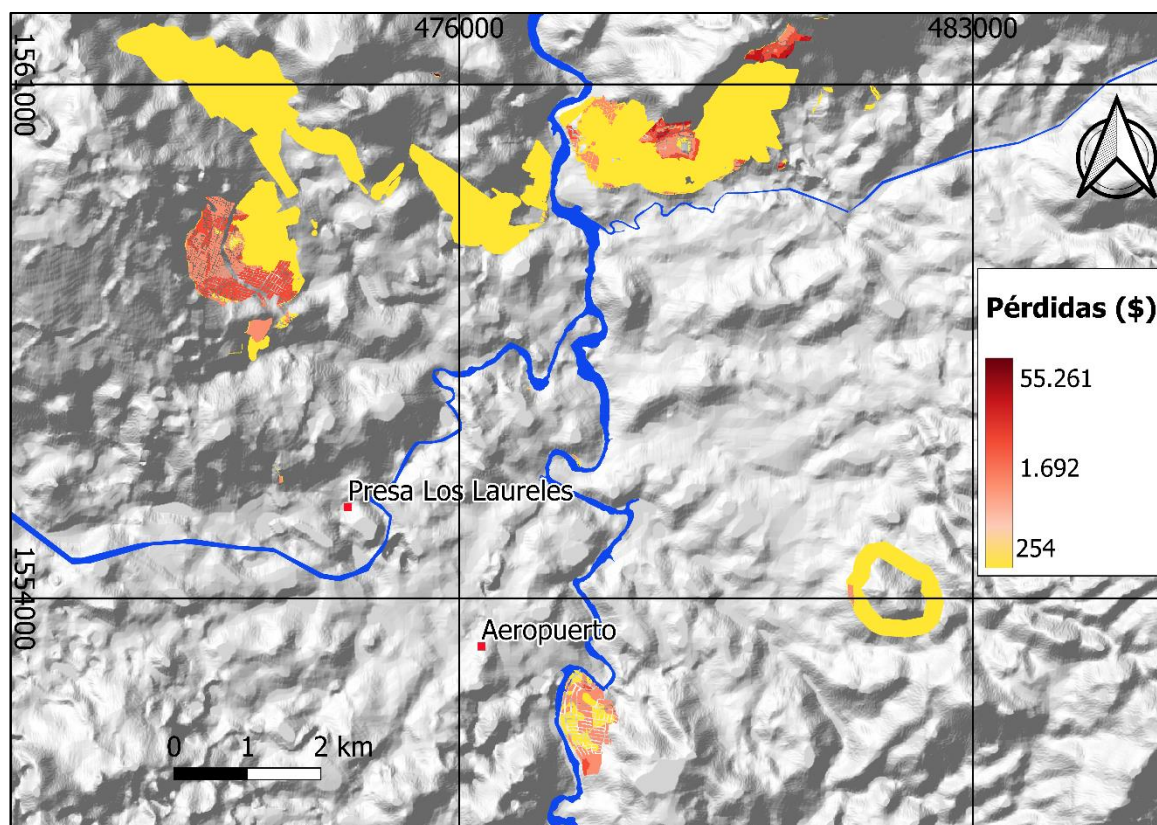 476000
483000
1561000
Pérdidas ($)
55.261
1.692
254
Presa Los Laureles
1554000
Aeropuerto
0 1 2 km